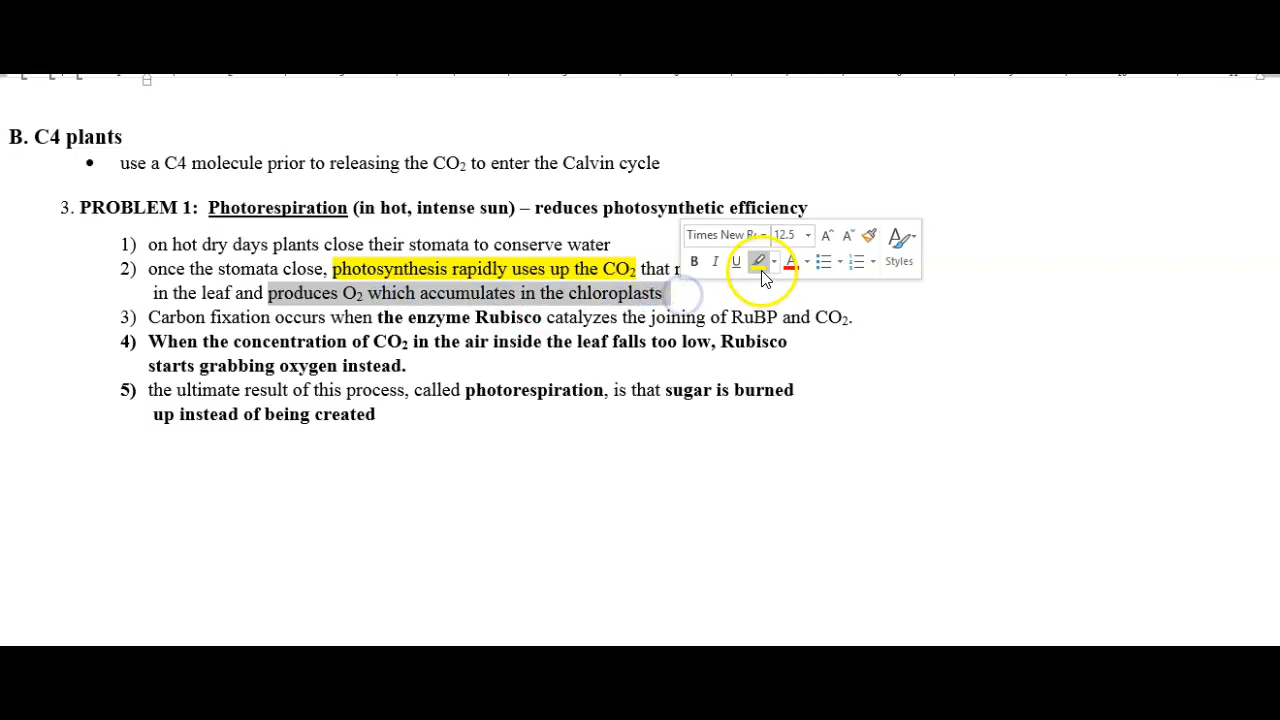 B. C4 plants
• use a C4 molecule prior to releasing the CO₂ to enter the Calvin cycle
3. PROBLEM 1: Photorespiration (in hot, intense sun) – reduces photosynthetic efficiency
Times New 12.5
B I U A Styles
1) on hot dry days plants close their stomata to conserve water
2) once the stomata close, photosynthesis rapidly uses up the CO₂ that
in the leaf and produces O₂ which accumulates in the chloroplasts
3) Carbon fixation occurs when the enzyme Rubisco catalyzes the joining of RuBP and CO₂.
4) When the concentration of CO₂ in the air inside the leaf falls too low, Rubisco
starts grabbing oxygen instead.
5) the ultimate result of this process, called photorespiration, is that sugar is burned
up instead of being created